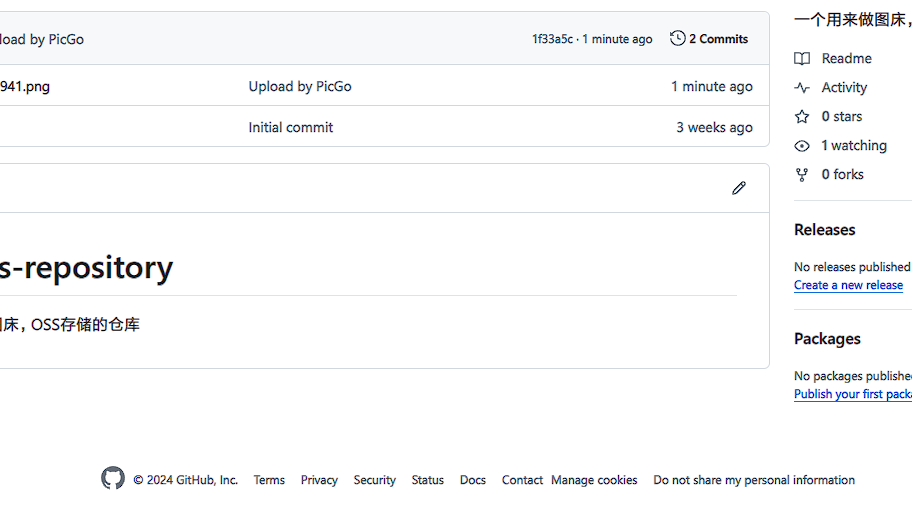 load by PicGo 1f33a5c · 1 minute ago 2 Commits
941.png Upload by PicGo 1 minute ago
Initial commit 3 weeks ago
s-repository
床，OSS存储的仓库
一个用来做图床，
Readme
Activity
0 stars
1 watching
0 forks
Releases
No releases published
Create a new release
Packages
No packages published
Publish your first packa
© 2024 GitHub, Inc. Terms Privacy Security Status Docs Contact Manage cookies Do not share my personal information